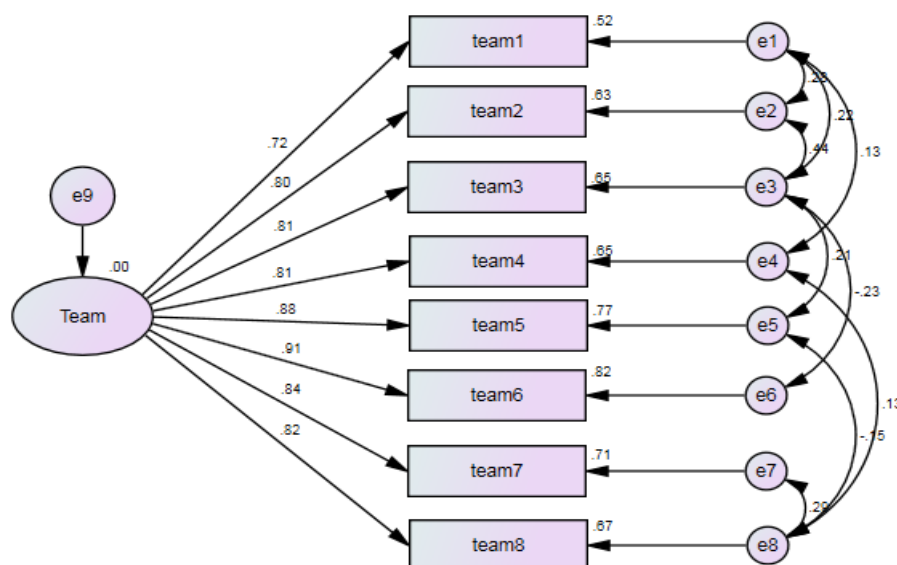 .52
team1
e1
.23
.63
team2
e2
.22
.72
.44
.13
.80
.65
team3
e3
e9
.81
.00
.65
team4
e4
.21
.81
-.23
Team
.88
.77
team5
e5
.91
.82
team6
e6
.13
.84
-.15
.71
team7
e7
.82
.67
team8
e8